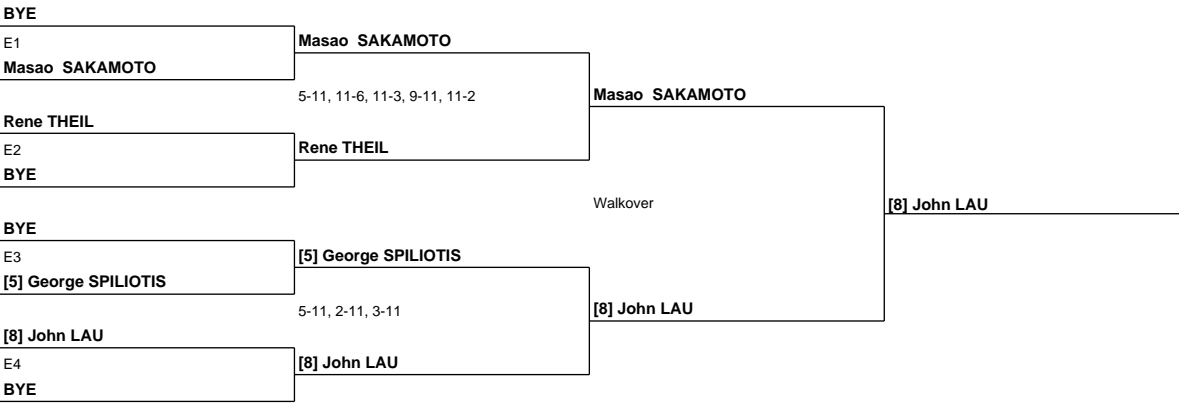 BYE
E1
Masao SAKAMOTO
Masao SAKAMOTO
5-11, 11-6, 11-3, 9-11, 11-2
Masao SAKAMOTO
Rene THEIL
E2
BYE
Rene THEIL
Walkover
[8] John LAU
BYE
E3
[5] George SPILIOTIS
[5] George SPILIOTIS
5-11, 2-11, 3-11
[8] John LAU
[8] John LAU
E4
BYE
[8] John LAU